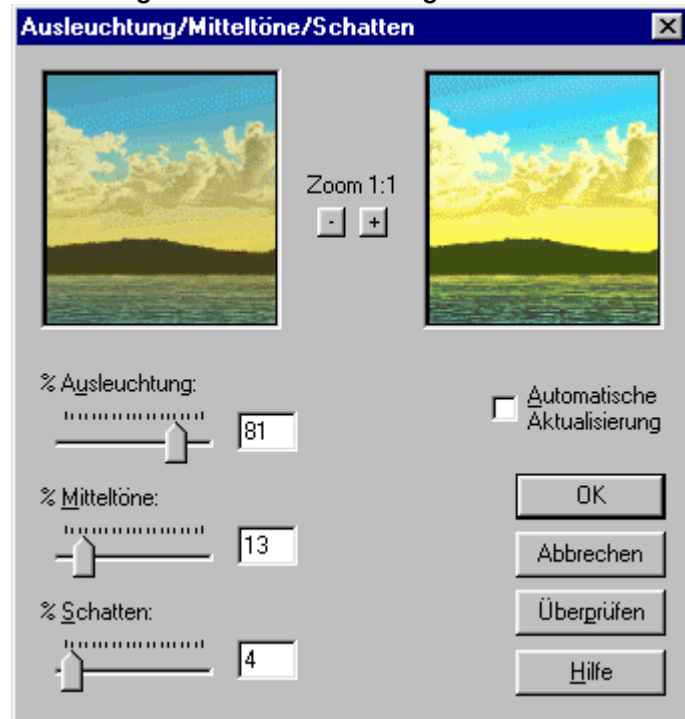 Ausleuchtung/Mitteltöne/Schatten
Zoom 1:1
- +
% Ausleuchtung:
81
Automatische
Aktualisierung
% Mitteltöne:
13
OK
Abbrechen
% Schatten:
4
Überprüfen
Hilfe